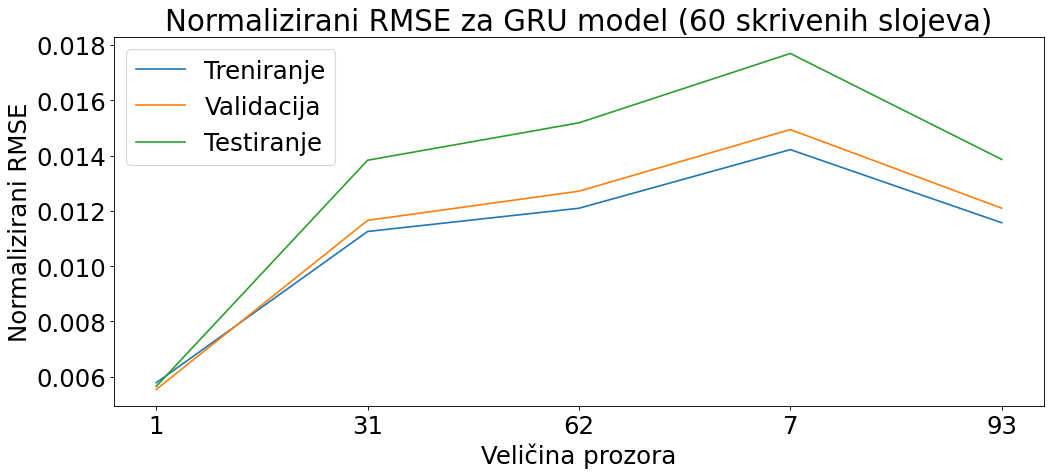 Normalizirani RMSE za GRU model (60 skrivenih slojeva)
Treniranje
Validacija
Testiranje
Normalizirani RMSE
0.018
0.016
0.014
0.012
0.010
0.008
0.006
1 31 62 7 93
Veličina prozora